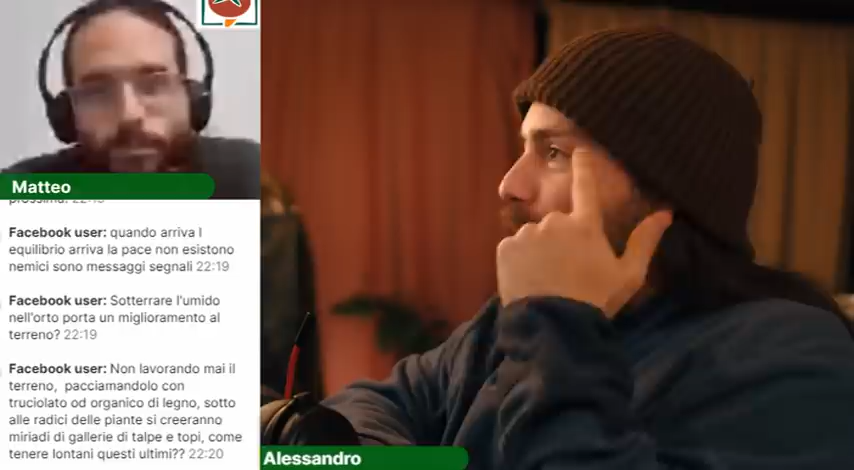 Matteo
prossima. 22:19
Facebook user: quando arriva l
equilibrio arriva la pace non esistono
nemici sono messaggi segnali 22:19
Facebook user: Sotterrare l'umido
nell'orto porta un miglioramento al
terreno? 22:19
Facebook user: Non lavorando mai il
terreno, pacciamandolo con
truciolato od organico di legno, sotto
alle radici delle piante si creeranno
miriadi di gallerie di talpe e topi, come
tenere lontani questi ultimi?? 22:20
Alessandro